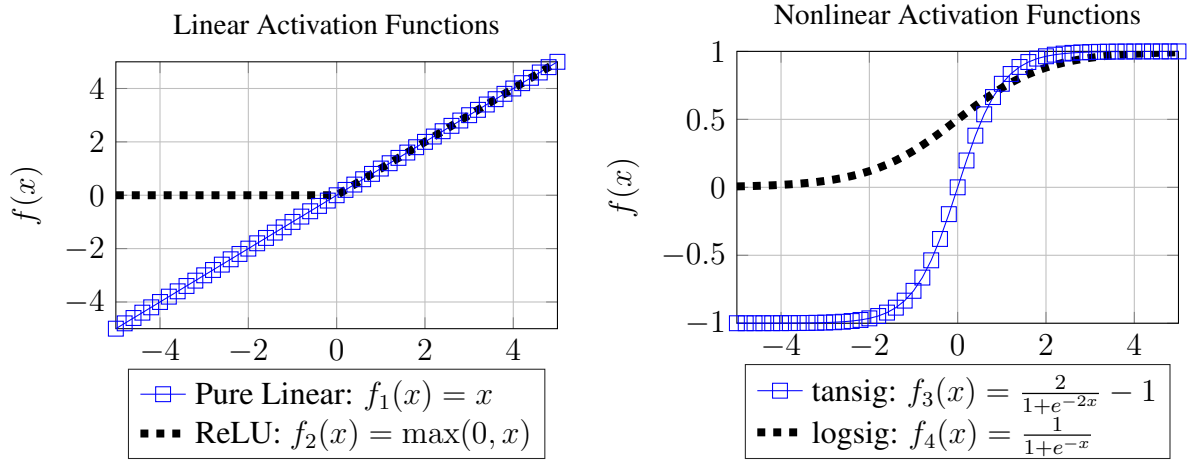 Linear Activation Functions
f(x)
4
2
0
−2
−4
−4 −2 0 2 4
Pure Linear: f₁(x) = x
ReLU: f₂(x) = max(0, x)
Nonlinear Activation Functions
f(x)
1
0.5
0
−0.5
−1
−4 −2 0 2 4
tansig: f₃(x) = 2/(1+e^{−2x}) − 1
logsig: f₄(x) = 1/(1+e^{−x})